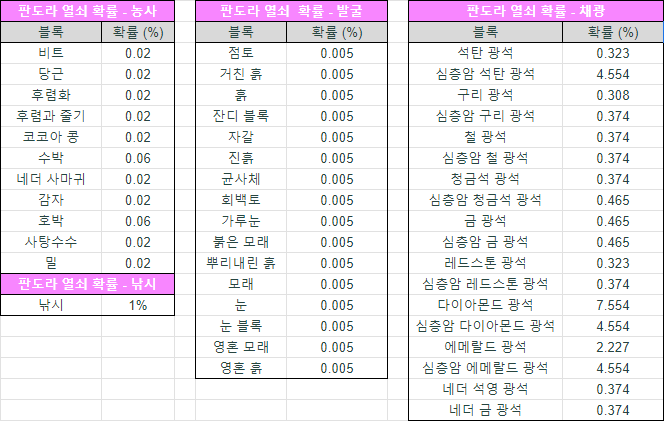 판도라 열쇠 확률 - 농사
블록 확률 (%)
비트 0.02
당근 0.02
후렴화 0.02
후렴과 줄기 0.02
코코아 콩 0.02
수박 0.06
네더 사마귀 0.02
감자 0.02
호박 0.06
사탕수수 0.02
밀 0.02
판도라 열쇠 확률 - 낚시
낚시 1%
판도라 열쇠 확률 - 발굴
블록 확률 (%)
점토 0.005
거친 흙 0.005
흙 0.005
잔디 블록 0.005
자갈 0.005
진흙 0.005
균사체 0.005
회백토 0.005
가루눈 0.005
붉은 모래 0.005
뿌리내린 흙 0.005
모래 0.005
눈 0.005
눈 블록 0.005
영혼 모래 0.005
영혼 흙 0.005
판도라 열쇠 확률 - 채광
블록 확률 (%)
석탄 광석 0.323
심층암 석탄 광석 4.554
구리 광석 0.308
심층암 구리 광석 0.374
철 광석 0.374
심층암 철 광석 0.374
청금석 광석 0.374
심층암 청금석 광석 0.465
금 광석 0.465
심층암 금 광석 0.465
레드스톤 광석 0.323
심층암 레드스톤 광석 0.374
다이아몬드 광석 7.554
심층암 다이아몬드 광석 4.554
에메랄드 광석 2.227
심층암 에메랄드 광석 4.554
네더 석영 광석 0.374
네더 금 광석 0.374